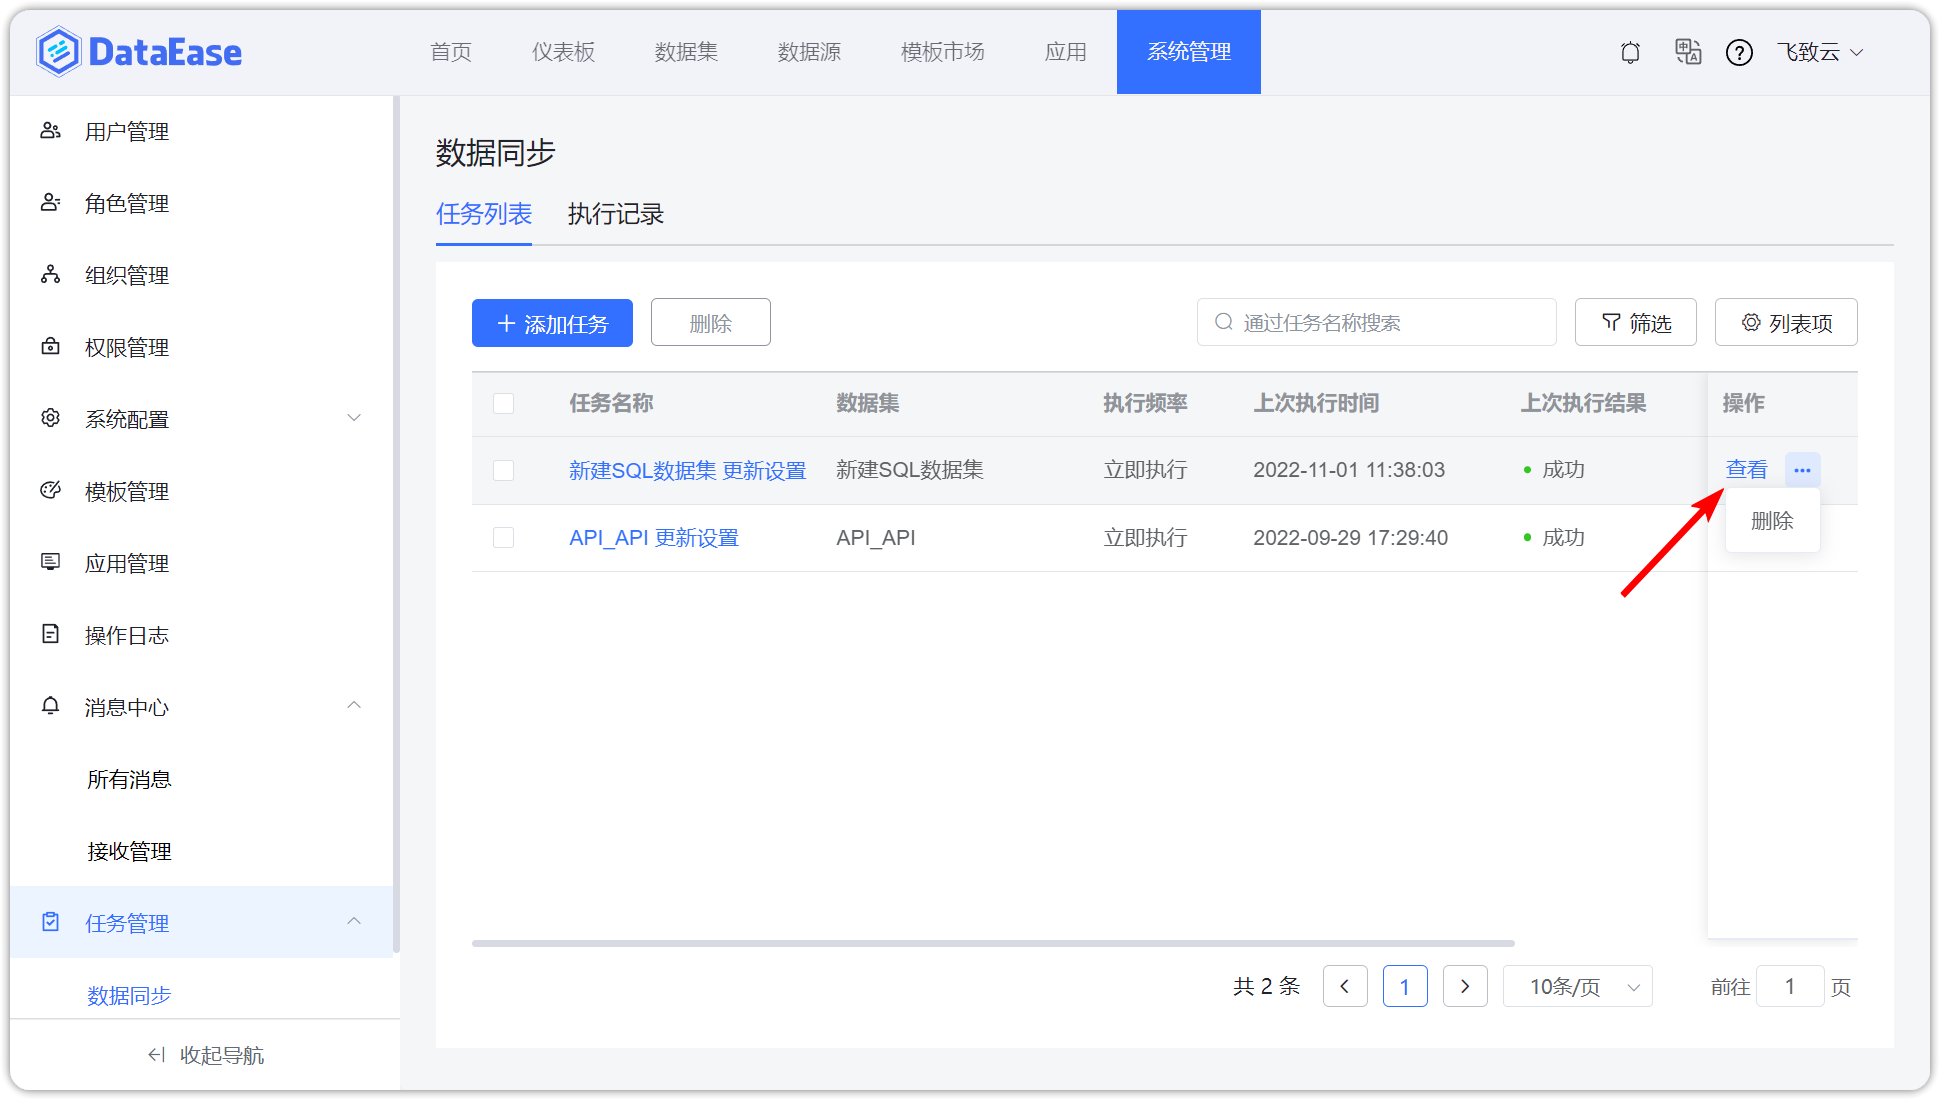 DataEase 首页 仪表板 数据集 数据源 模板市场 应用 系统管理 飞致云
用户管理
角色管理
组织管理
权限管理
系统配置
模板管理
应用管理
操作日志
消息中心
所有消息
接收管理
任务管理
数据同步
收起导航
数据同步
任务列表 执行记录
添加任务 删除 通过任务名称搜索 筛选 列表项
任务名称 数据集 执行频率 上次执行时间 上次执行结果 操作
新建SQL数据集 更新设置 新建SQL数据集 立即执行 2022-11-01 11:38:03 成功 查看 ...
删除
API_API 更新设置 API_API 立即执行 2022-09-29 17:29:40 成功
共 2 条 1 10条/页 前往 1 页